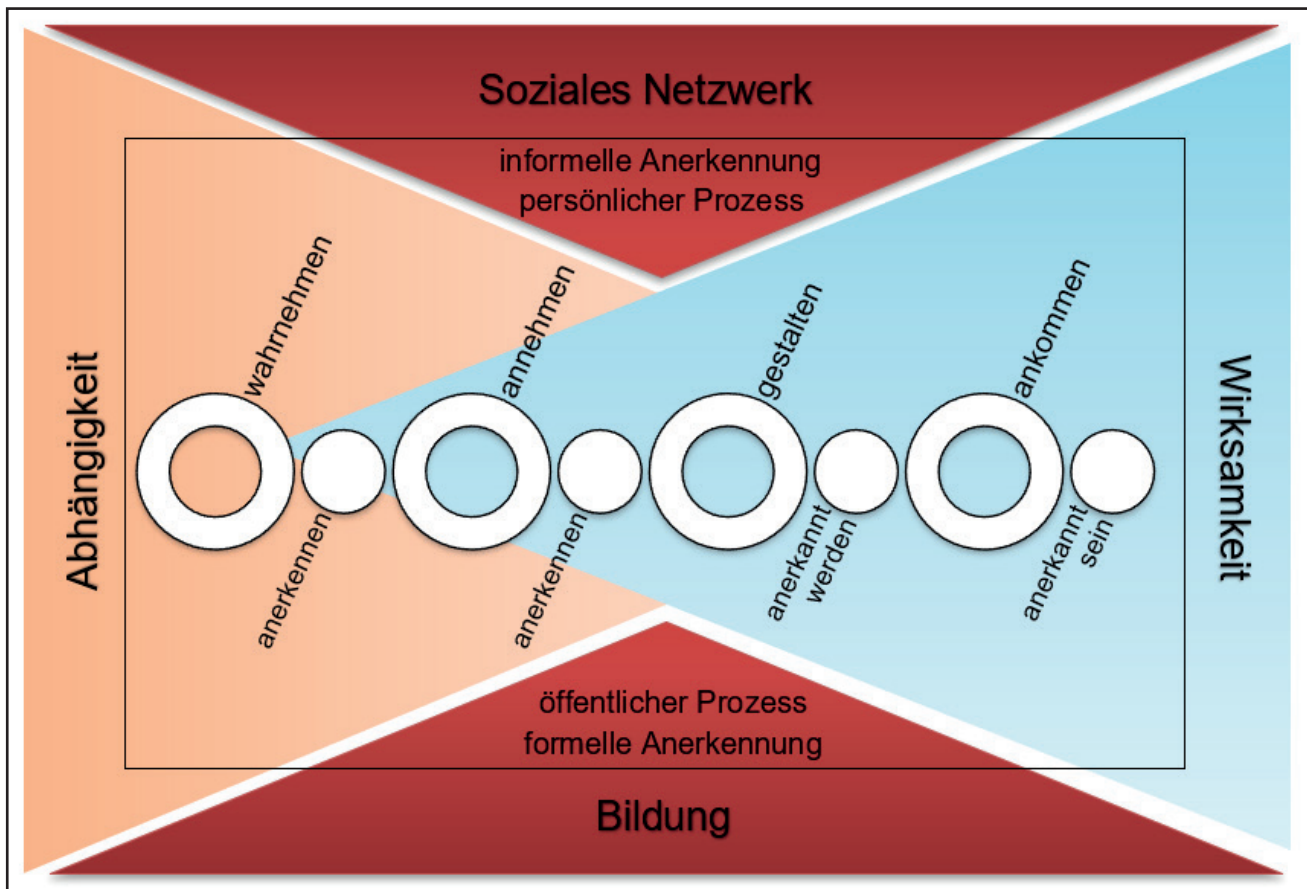 Soziales Netzwerk
informelle Anerkennung
persönlicher Prozess
Abhängigkeit
wahrnehmen
anerkennen
annehmen
anerkennen
gestalten
anerkannt
werden
ankommen
anerkannt
sein
Wirksamkeit
öffentlicher Prozess
formelle Anerkennung
Bildung